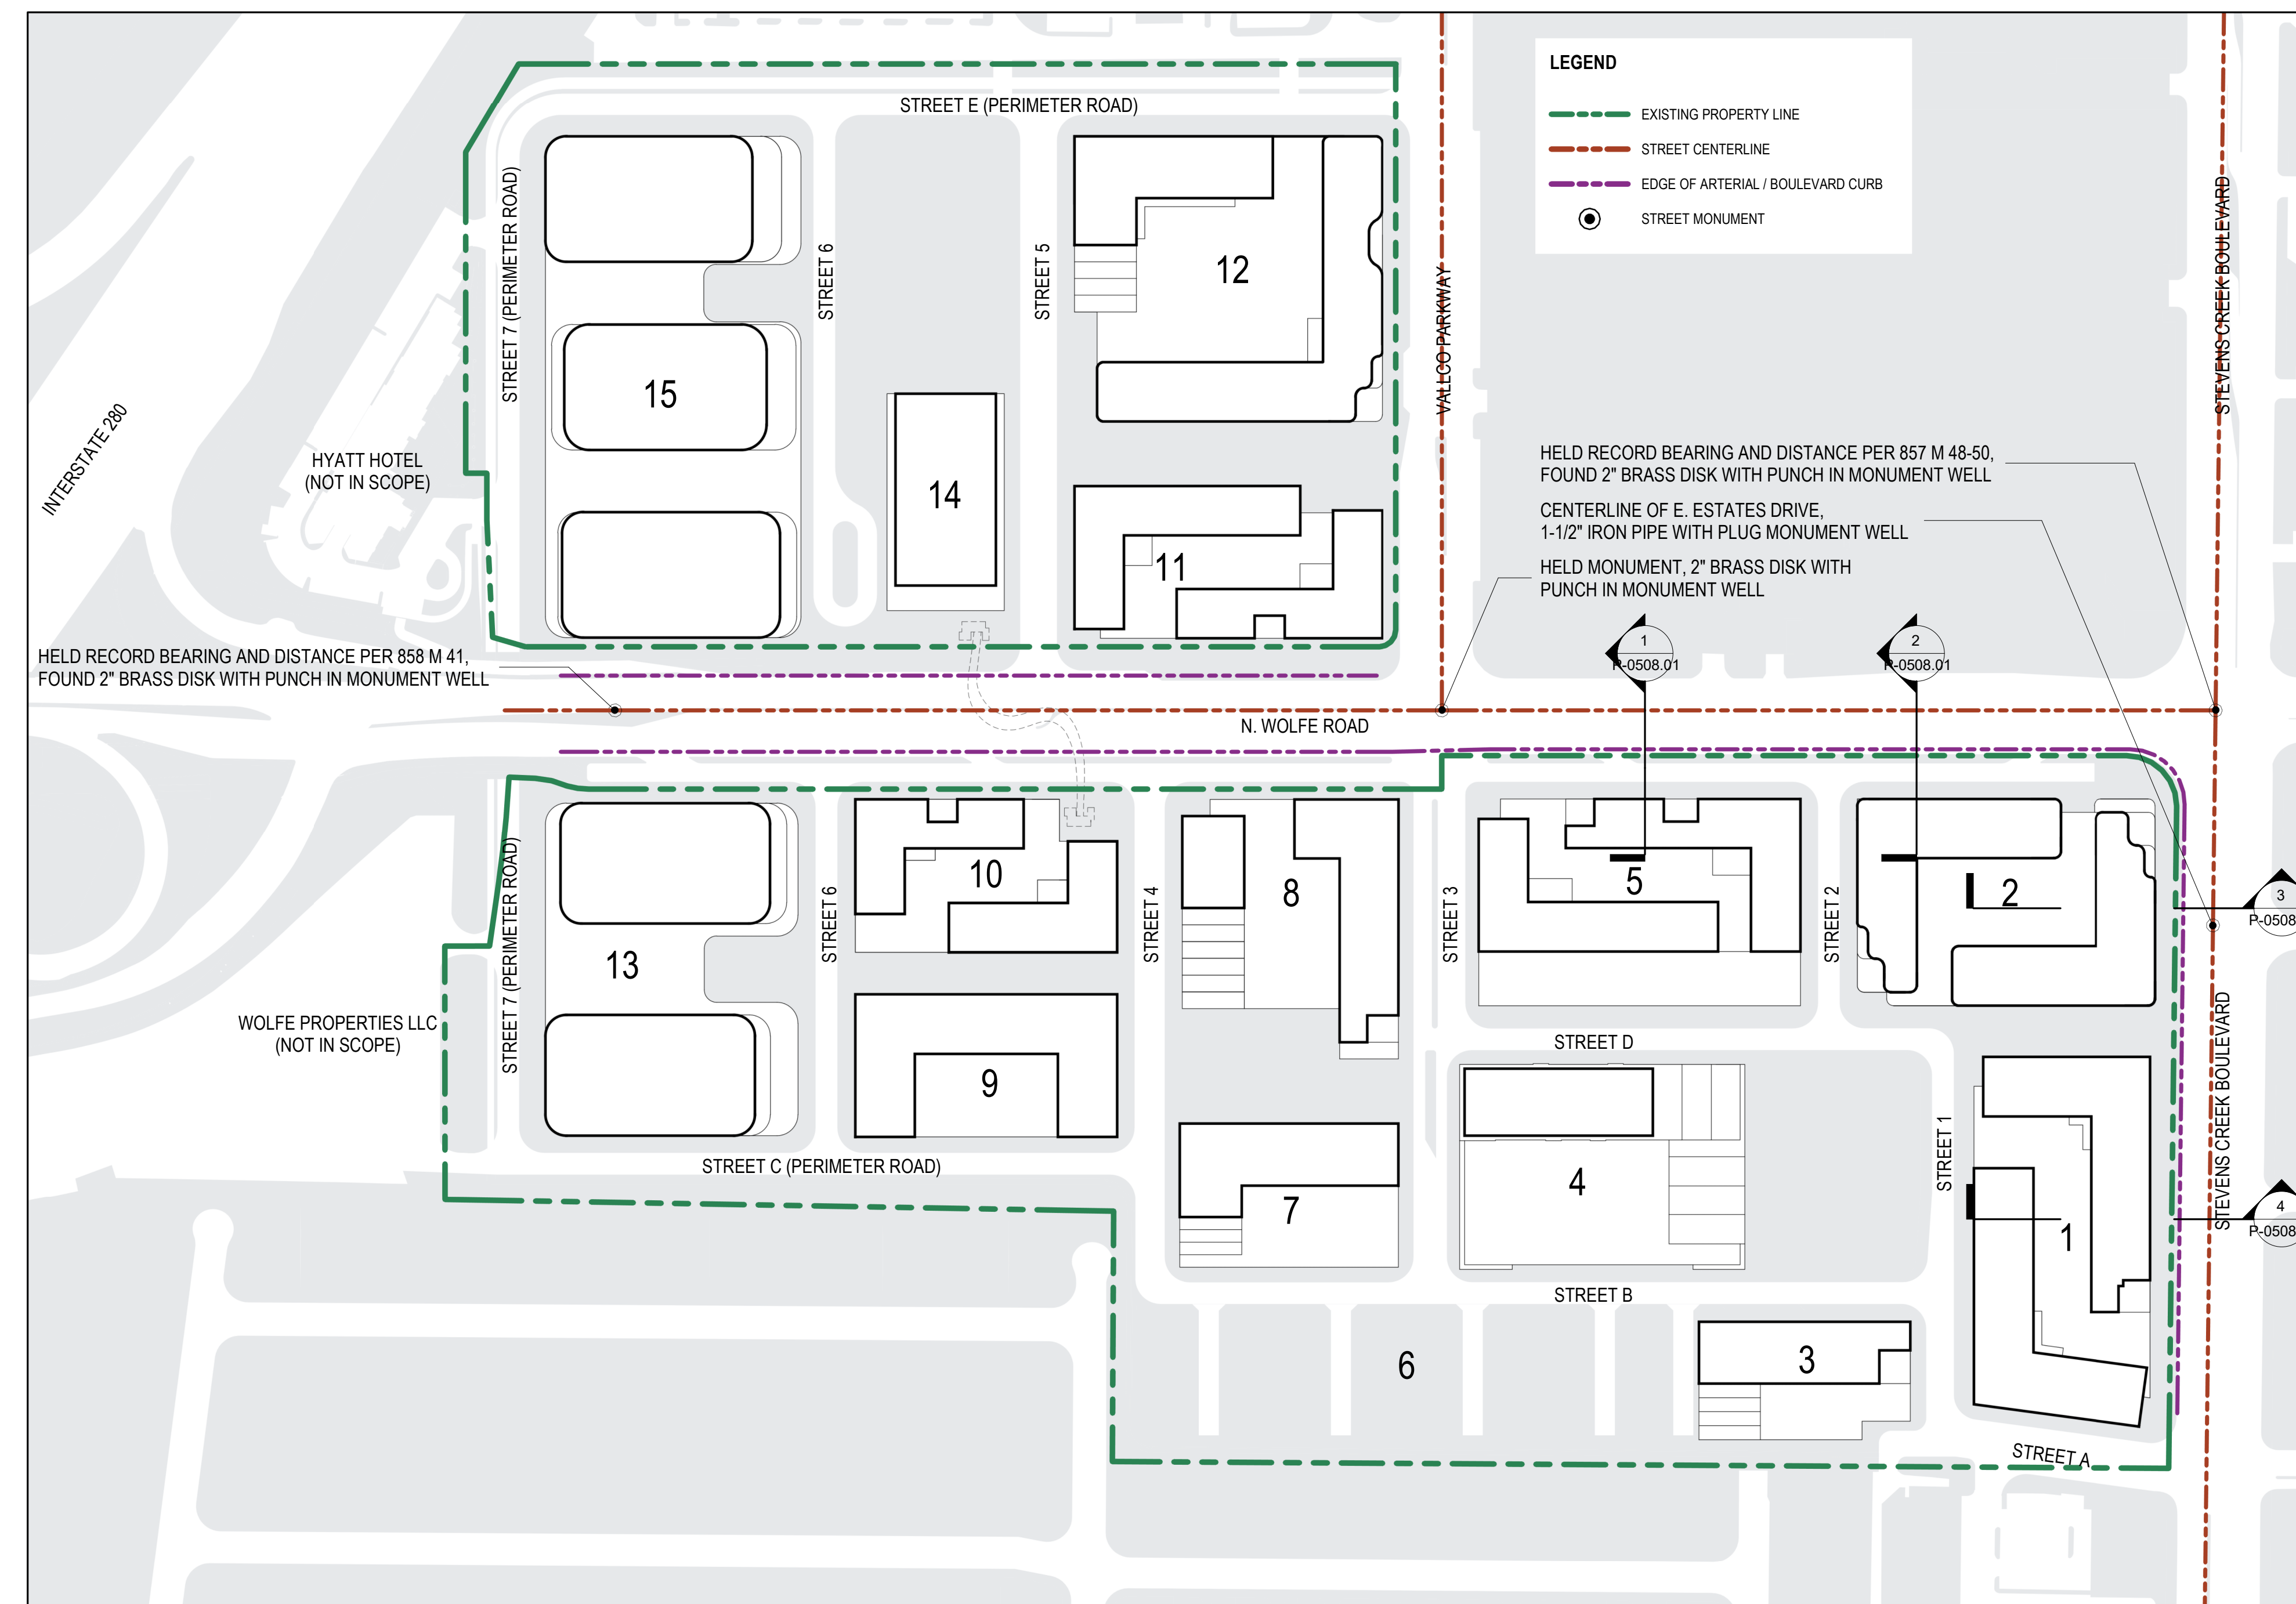 LEGEND
EXISTING PROPERTY LINE
STREET CENTERLINE
EDGE OF ARTERIAL / BOULEVARD CURB
STREET MONUMENT
STREET E (PERIMETER ROAD)
STREET 7 (PERIMETER ROAD)
STREET 6
STREET 5
12
15
14
11
VALLCO PARKWAY
STEVENS CREEK BOULEVARD
INTERSTATE 280
HYATT HOTEL
(NOT IN SCOPE)
HELD RECORD BEARING AND DISTANCE PER 857 M 48-50,
FOUND 2" BRASS DISK WITH PUNCH IN MONUMENT WELL
CENTERLINE OF E. ESTATES DRIVE,
1-1/2" IRON PIPE WITH PLUG MONUMENT WELL
HELD MONUMENT, 2" BRASS DISK WITH
PUNCH IN MONUMENT WELL
1
P-0508.01
2
P-0508.01
HELD RECORD BEARING AND DISTANCE PER 858 M 41,
FOUND 2" BRASS DISK WITH PUNCH IN MONUMENT WELL
N. WOLFE ROAD
STREET 7 (PERIMETER ROAD)
13
STREET 6
10
STREET 4
8
STREET 3
5
STREET 2
2
3
P-0508
WOLFE PROPERTIES LLC
(NOT IN SCOPE)
9
STREET D
STREET C (PERIMETER ROAD)
7
4
STREET 1
1
STEVENS CREEK BOULEVARD
4
P-0508
STREET B
6
3
STREET A